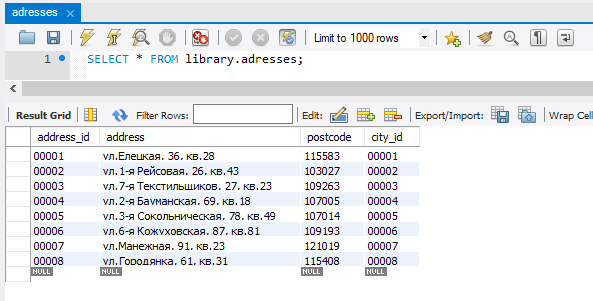 adresses
Limit to 1000 rows
1 SELECT * FROM library.adresses;
Result Grid Filter Rows: Edit: Export/Import: Wrap Cell
address_id address postcode city_id
00001 ул.Елецкая, 36, кв.28 115583 00001
00002 ул.1-я Рейсовая, 26, кв.43 103027 00002
00003 ул.7-я Текстильщиков, 27, кв.23 109263 00003
00004 ул.2-я Бауманская, 69, кв.18 107005 00004
00005 ул.3-я Сокольническая, 78, кв.49 107014 00005
00006 ул.6-я Кожуховская, 87, кв.81 109193 00006
00007 ул.Манежная, 91, кв.23 121019 00007
00008 ул.Городянка, 61, кв.31 115408 00008
NULL NULL NULL NULL